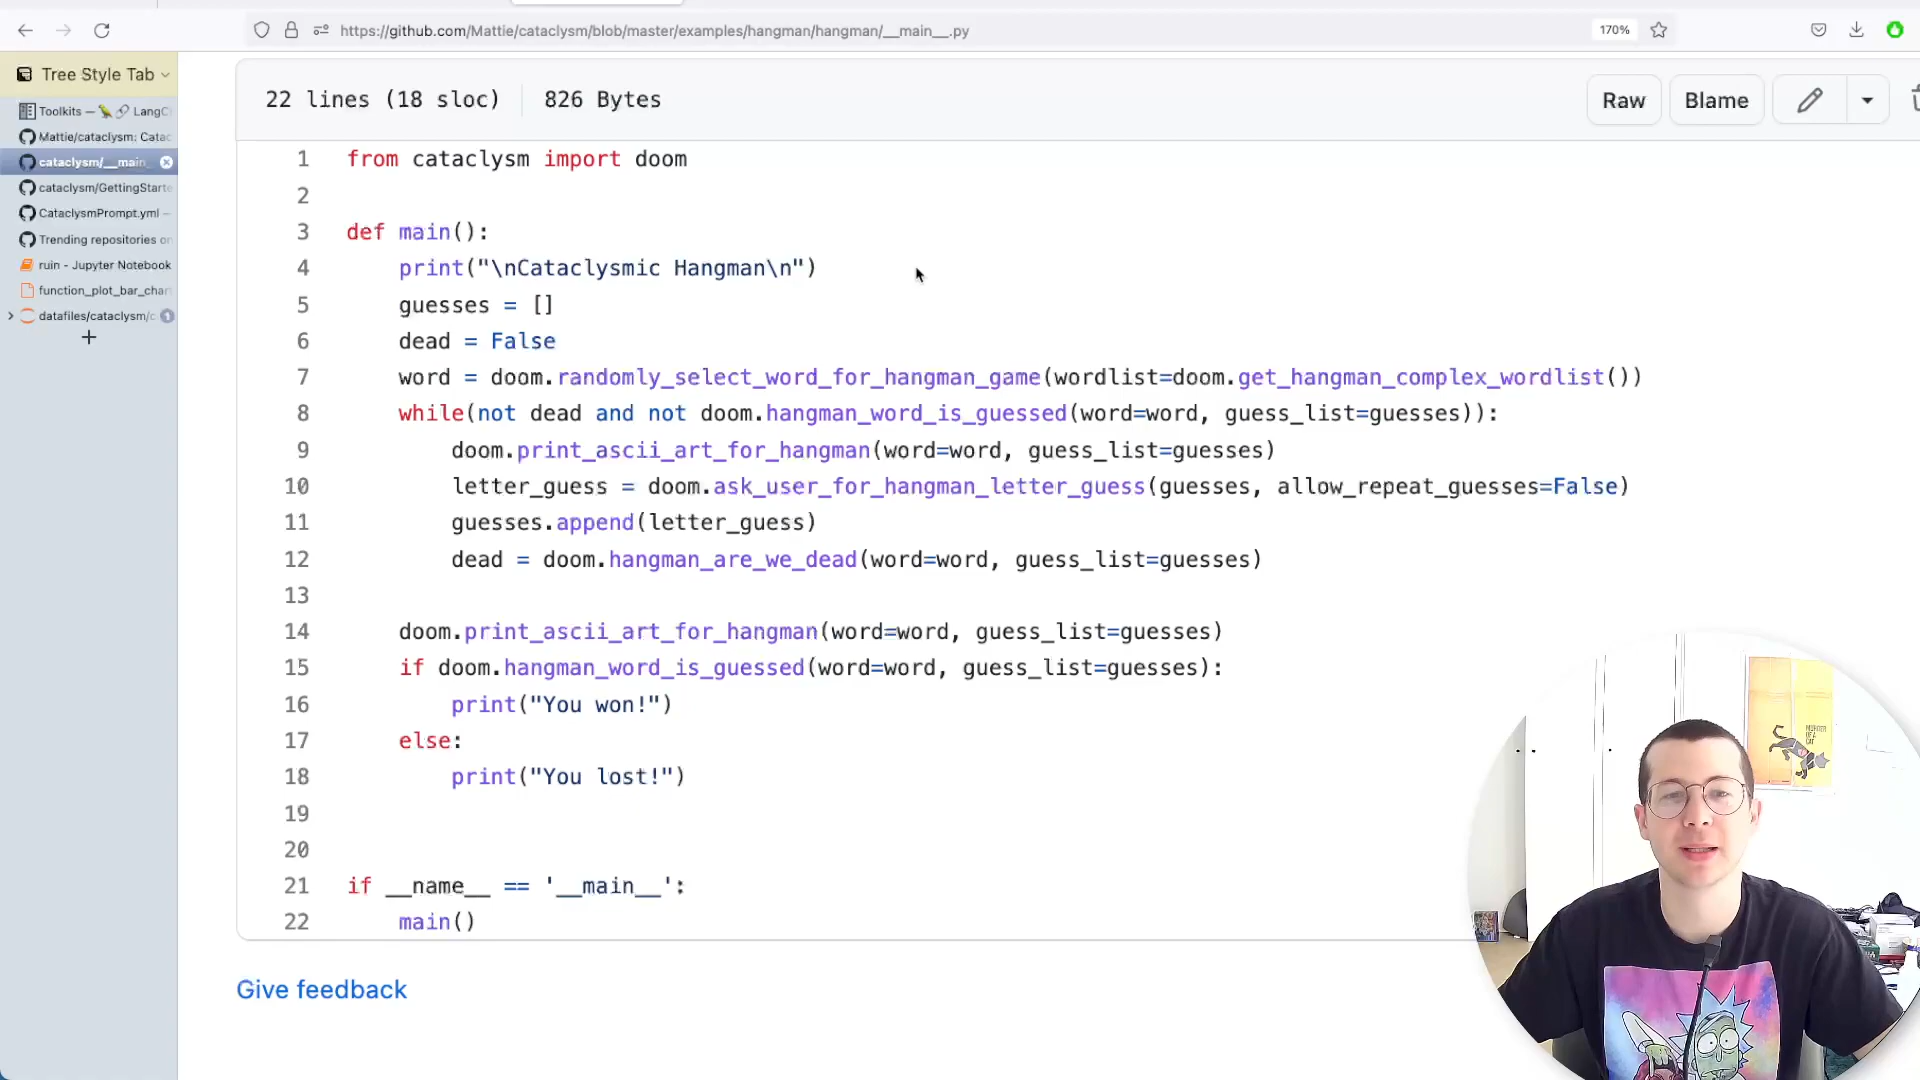 https://github.com/Mattie/cataclysm/blob/master/examples/hangman/hangman/__main__.py
170%
Tree Style Tab
Toolkits — LangC
Mattie/cataclysm: Catac
cataclysm/__main_
cataclysm/GettingStarte
CataclysmPrompt.yml —
Trending repositories on
ruin - Jupyter Notebook
function_plot_bar_char
datafiles/cataclysm/c 1
22 lines (18 sloc) 826 Bytes
Raw Blame
1 from cataclysm import doom
2
3 def main():
4 print("\nCataclysmic Hangman\n")
5 guesses = []
6 dead = False
7 word = doom.randomly_select_word_for_hangman_game(wordlist=doom.get_hangman_complex_wordlist())
8 while(not dead and not doom.hangman_word_is_guessed(word=word, guess_list=guesses)):
9 doom.print_ascii_art_for_hangman(word=word, guess_list=guesses)
10 letter_guess = doom.ask_user_for_hangman_letter_guess(guesses, allow_repeat_guesses=False)
11 guesses.append(letter_guess)
12 dead = doom.hangman_are_we_dead(word=word, guess_list=guesses)
13
14 doom.print_ascii_art_for_hangman(word=word, guess_list=guesses)
15 if doom.hangman_word_is_guessed(word=word, guess_list=guesses):
16 print("You won!")
17 else:
18 print("You lost!")
19
20
21 if __name__ == '__main__':
22 main()
Give feedback